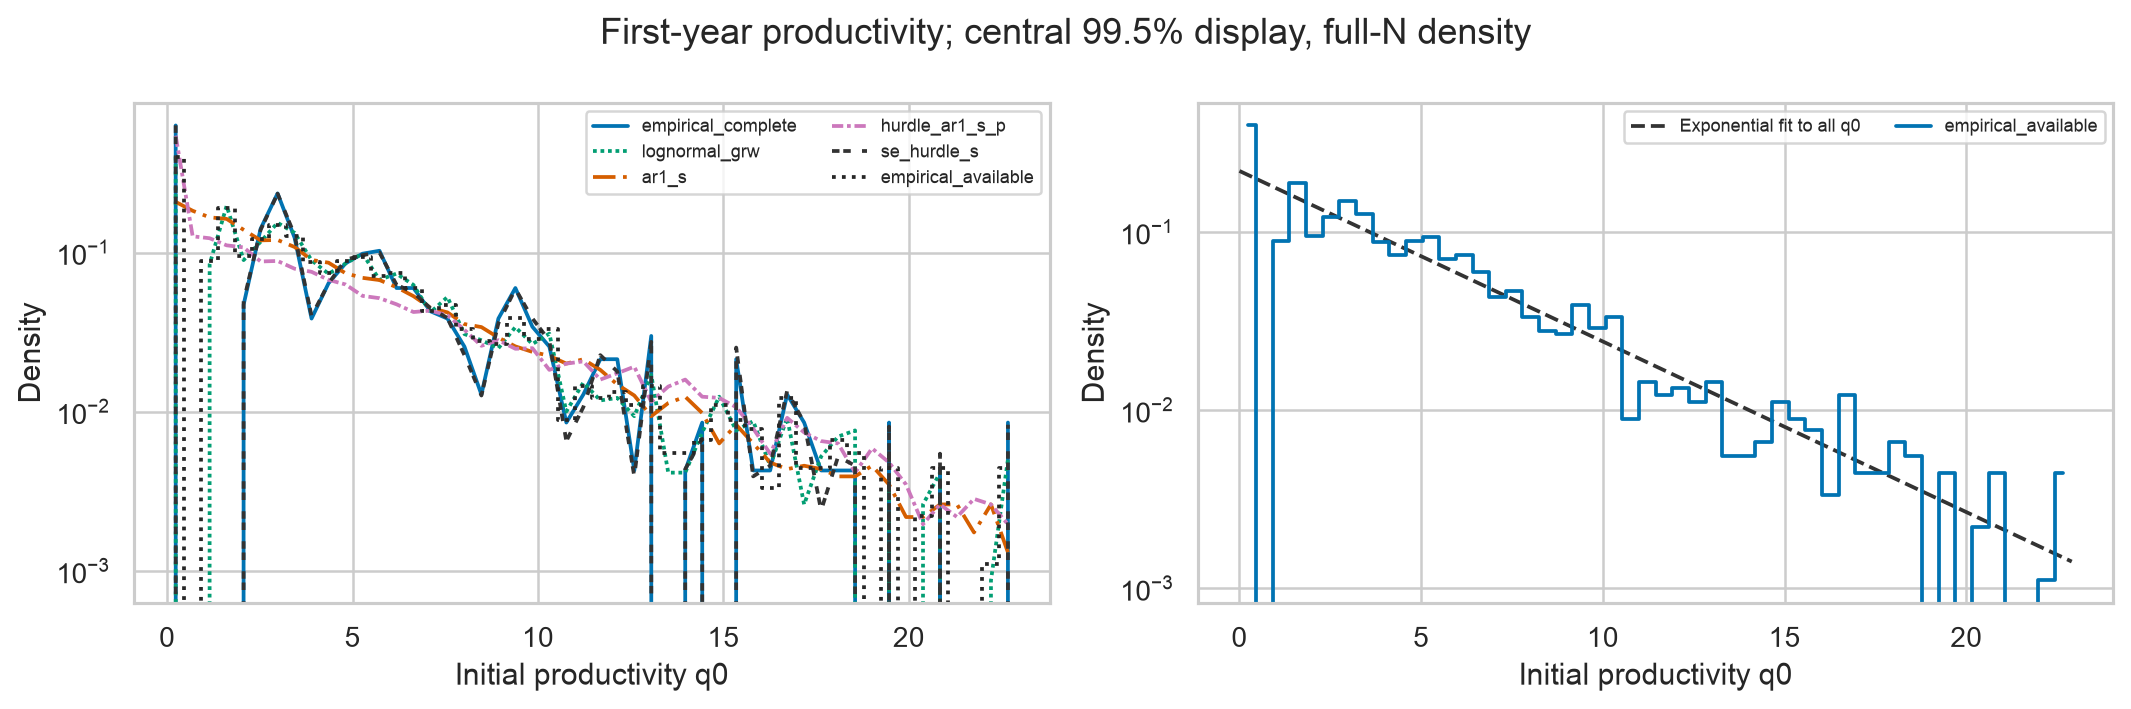 First-year productivity; central 99.5% display, full-N density
empirical_complete
lognormal_grw
ar1_s
hurdle_ar1_s_p
se_hurdle_s
empirical_available
Density
10⁻¹
10⁻²
10⁻³
0 5 10 15 20
Initial productivity q0
Exponential fit to all q0
empirical_available
Density
10⁻¹
10⁻²
10⁻³
0 5 10 15 20
Initial productivity q0